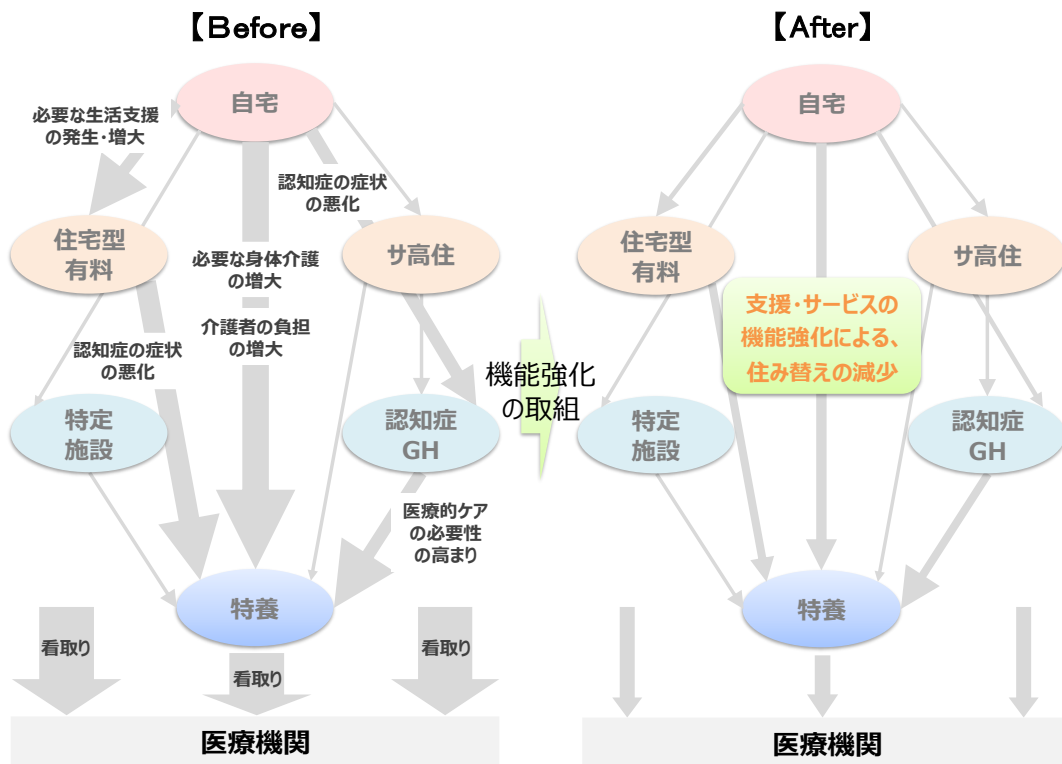 【Before】
自宅
必要な生活支援
の発生・増大
認知症の症状
の悪化
住宅型
有料
必要な身体介護
の増大
サ高住
介護者の負担
の増大
認知症の症状
の悪化
特定
施設
認知症
GH
医療的ケア
の必要性
の高まり
特養
看取り
看取り
看取り
医療機関
機能強化
の取組
【After】
自宅
住宅型
有料
サ高住
支援・サービスの
機能強化による、
住み替えの減少
特定
施設
認知症
GH
特養
医療機関